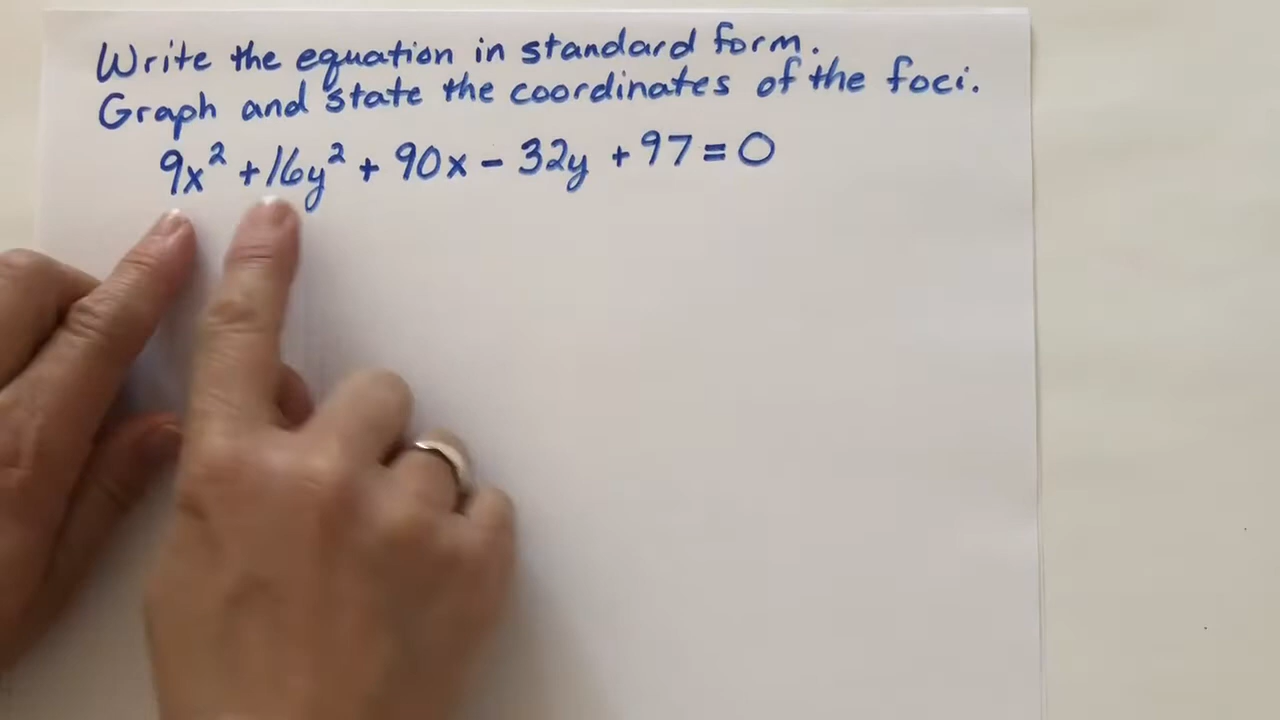 Write the equation in standard form.
Graph and state the coordinates of the foci.
9x² + 16y² + 90x - 32y + 97 = 0